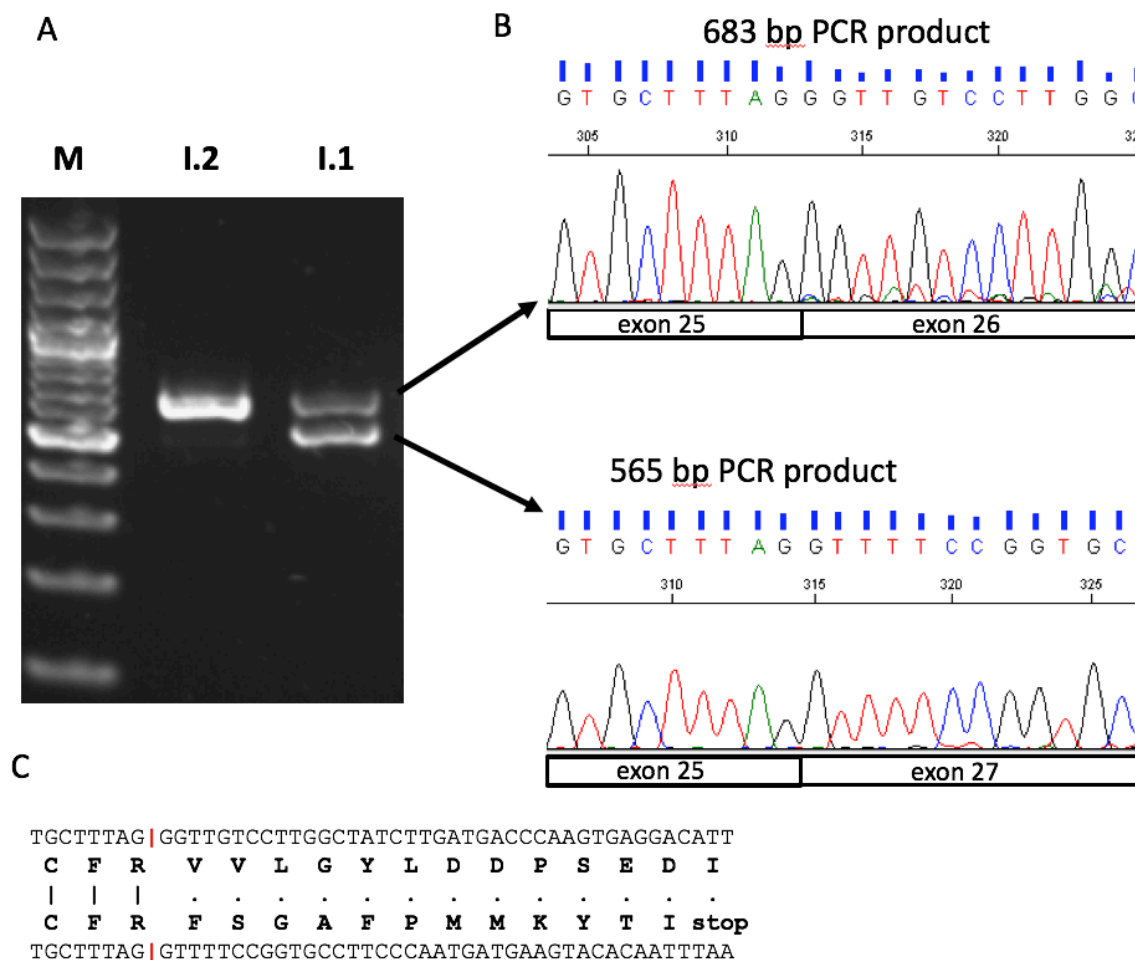 A
B
683 bp PCR product
G T G C T T T A G G G T T G T C C T T G G C
305 310 315 320
exon 25 exon 26
M I.2 I.1
565 bp PCR product
G T G C T T T A G G T T T T C C G G T G C
310 315 320 325
exon 25 exon 27
C
TGCTTTAG|GGTTGTCCTTGGCTATCTTGATGACCCAAGTGAGGACATT
C F R V V L G Y L D D P S E D I
| | | . . . . . . . . . . . . .
C F R F S G A F P M M K Y T I stop
TGCTTTAG|GTTTTCCGGTGCCTTCCCAATGATGAAGTACACAATTTAA